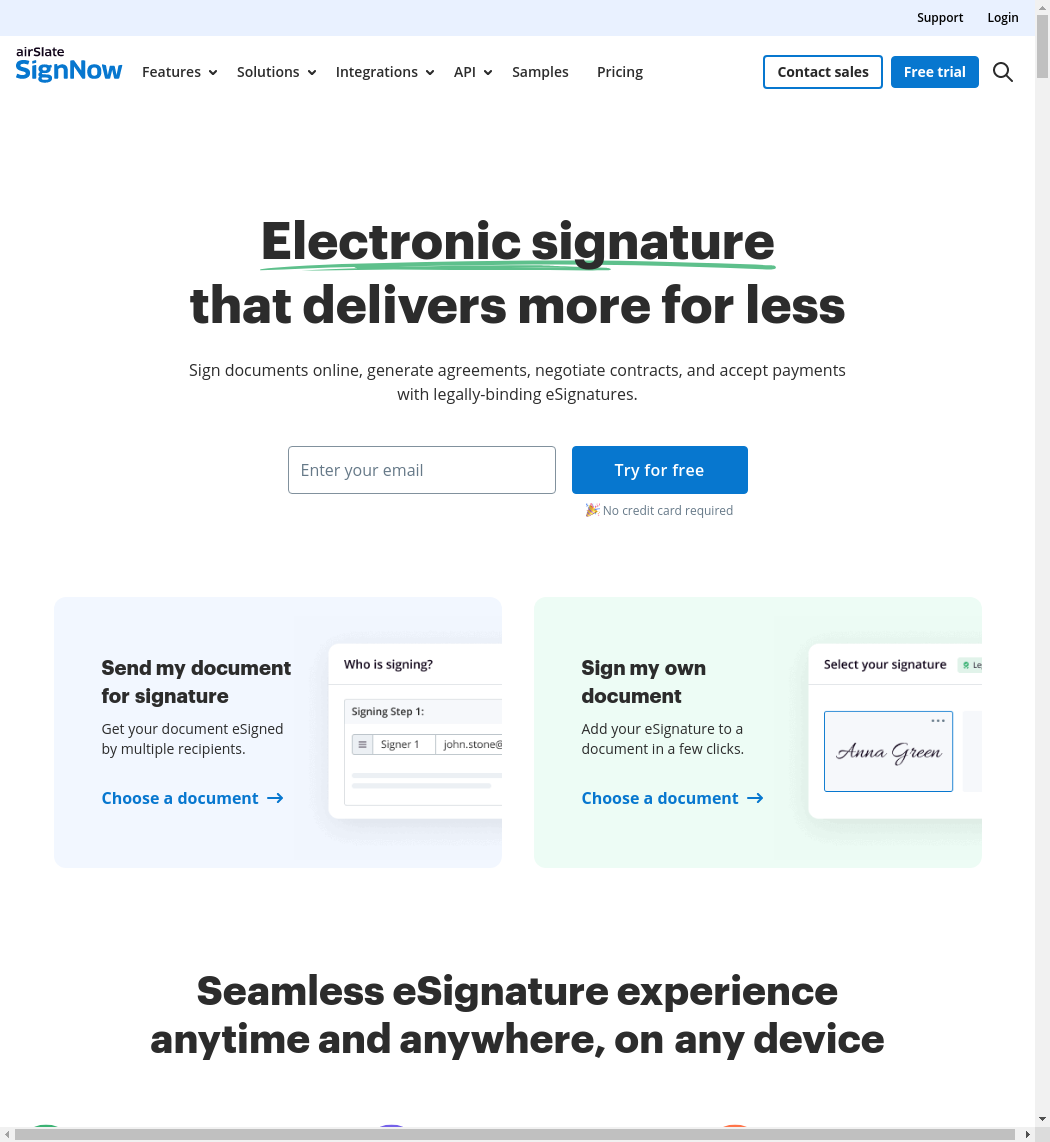 Support Login
airSlate
SignNow
Features Solutions Integrations API Samples Pricing Contact sales Free trial
Electronic signature
that delivers more for less
Sign documents online, generate agreements, negotiate contracts, and accept payments
with legally-binding eSignatures.
Enter your email Try for free
🎉 No credit card required
Send my document
for signature
Get your document eSigned
by multiple recipients.
Choose a document →
Who is signing?
Signing Step 1:
Signer 1 john.stone@
Sign my own
document
Add your eSignature to a
document in a few clicks.
Choose a document →
Select your signature
Anna Green
Seamless eSignature experience
anytime and anywhere, on any device